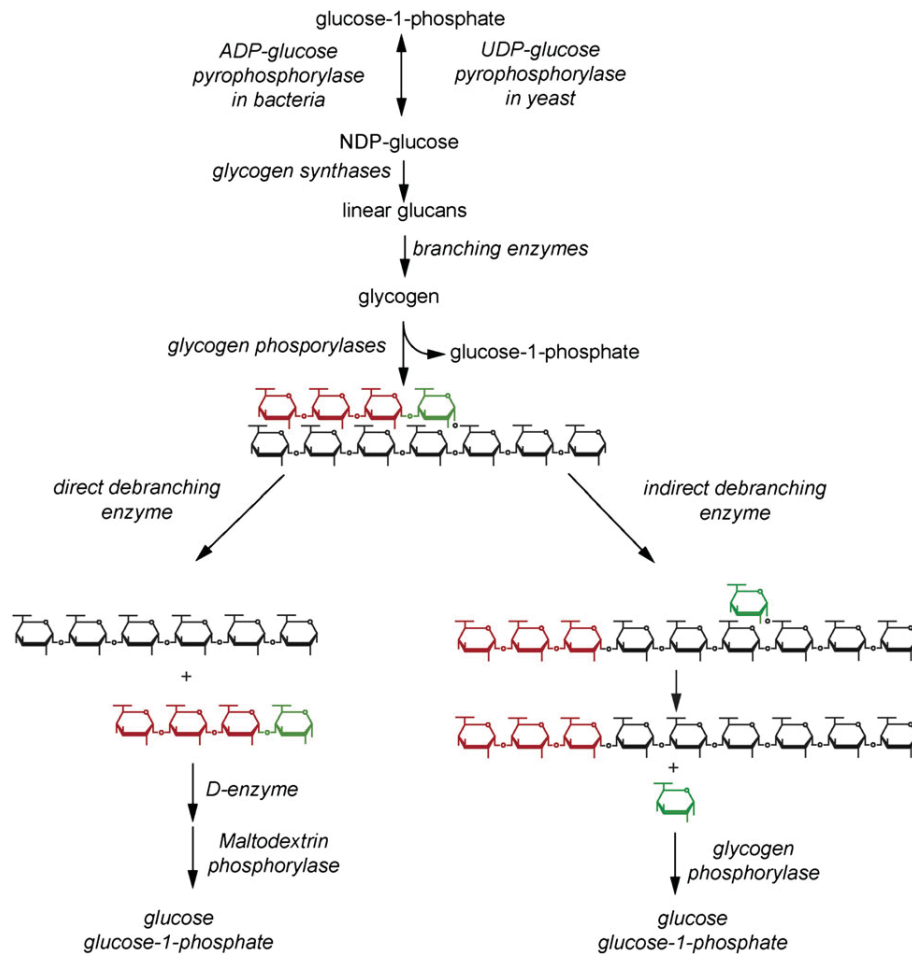 glucose-1-phosphate
ADP-glucose
pyrophosphorylase
in bacteria
UDP-glucose
pyrophosphorylase
in yeast
NDP-glucose
glycogen synthases
linear glucans
branching enzymes
glycogen
glycogen phosporylases
glucose-1-phosphate
direct debranching
enzyme
indirect debranching
enzyme
+
D-enzyme
Maltodextrin
phosphorylase
glucose
glucose-1-phosphate
+
glycogen
phosphorylase
glucose
glucose-1-phosphate